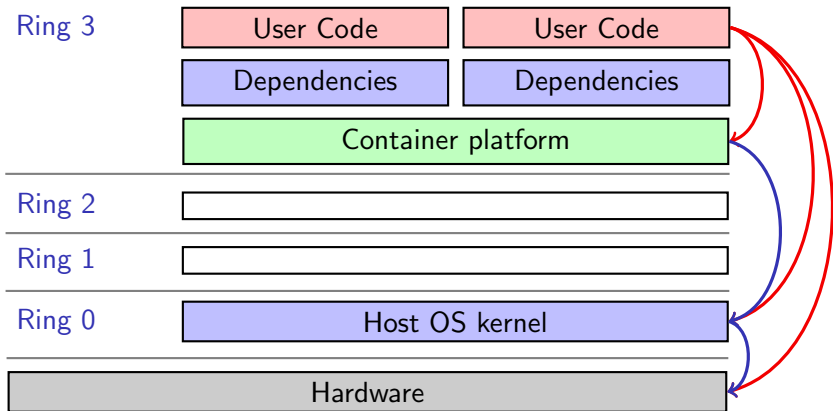 Ring 3
User Code
User Code
Dependencies
Dependencies
Container platform
Ring 2
Ring 1
Ring 0
Host OS kernel
Hardware